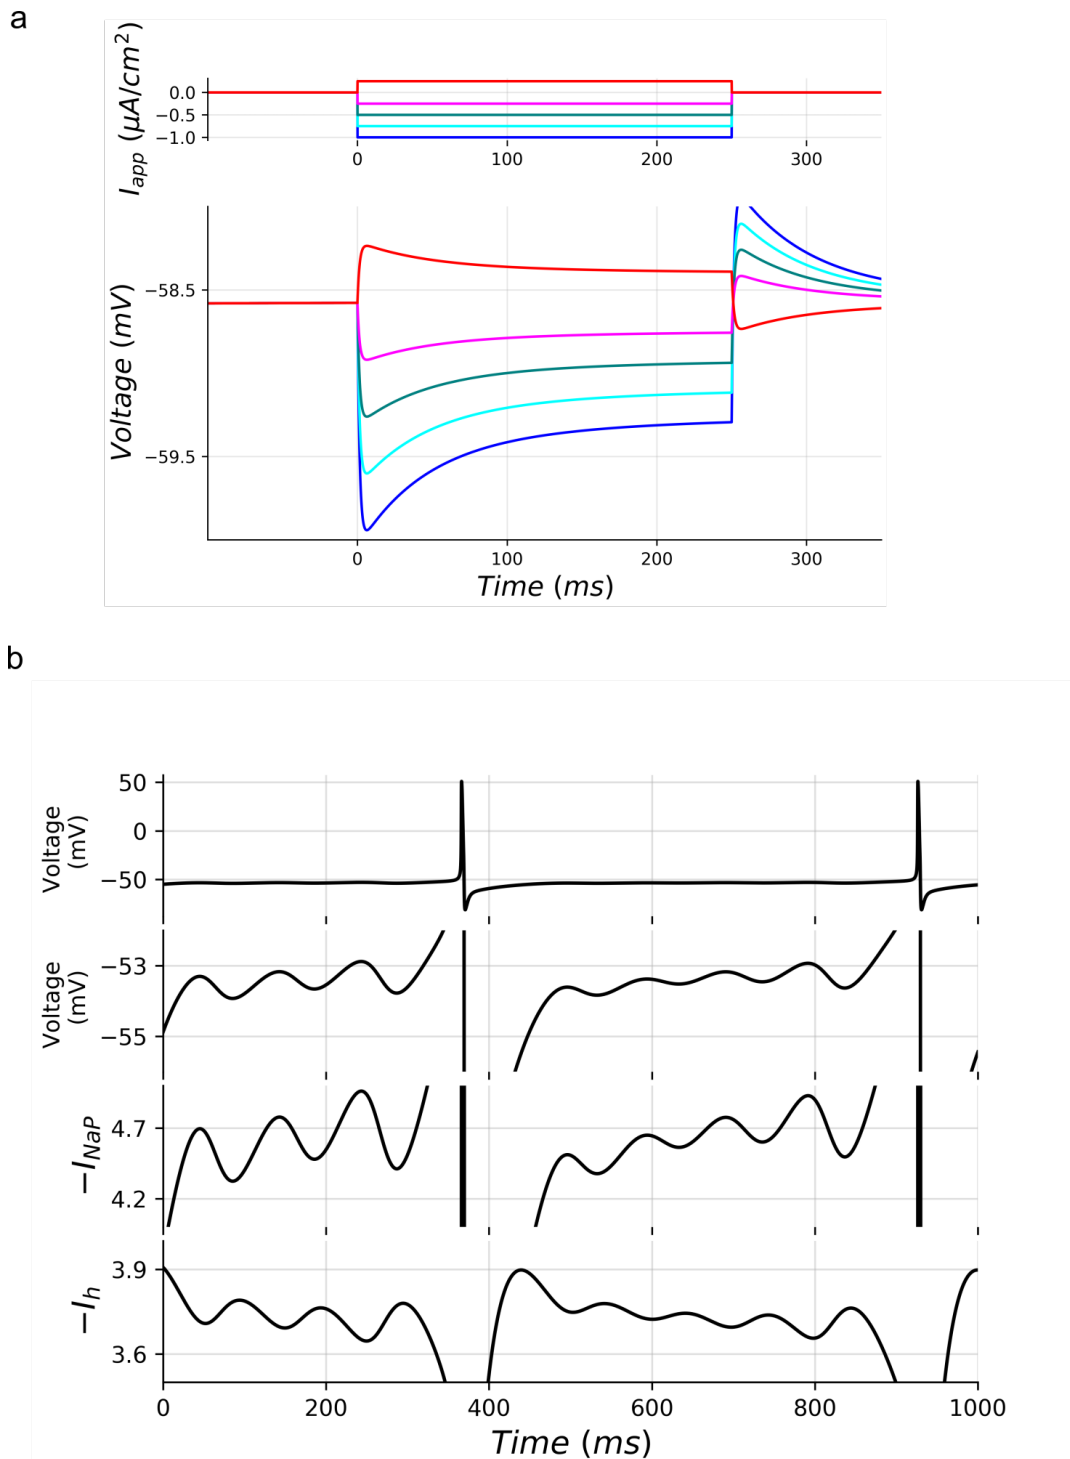 a
I_app (μA/cm²)
0.0
−0.5
−1.0
0 100 200 300
Voltage (mV)
−58.5
−59.5
0 100 200 300
Time (ms)
b
Voltage
(mV)
50
0
−50
Voltage
(mV)
−53
−55
−I_NaP
4.7
4.2
−I_h
3.9
3.6
0 200 400 600 800 1000
Time (ms)